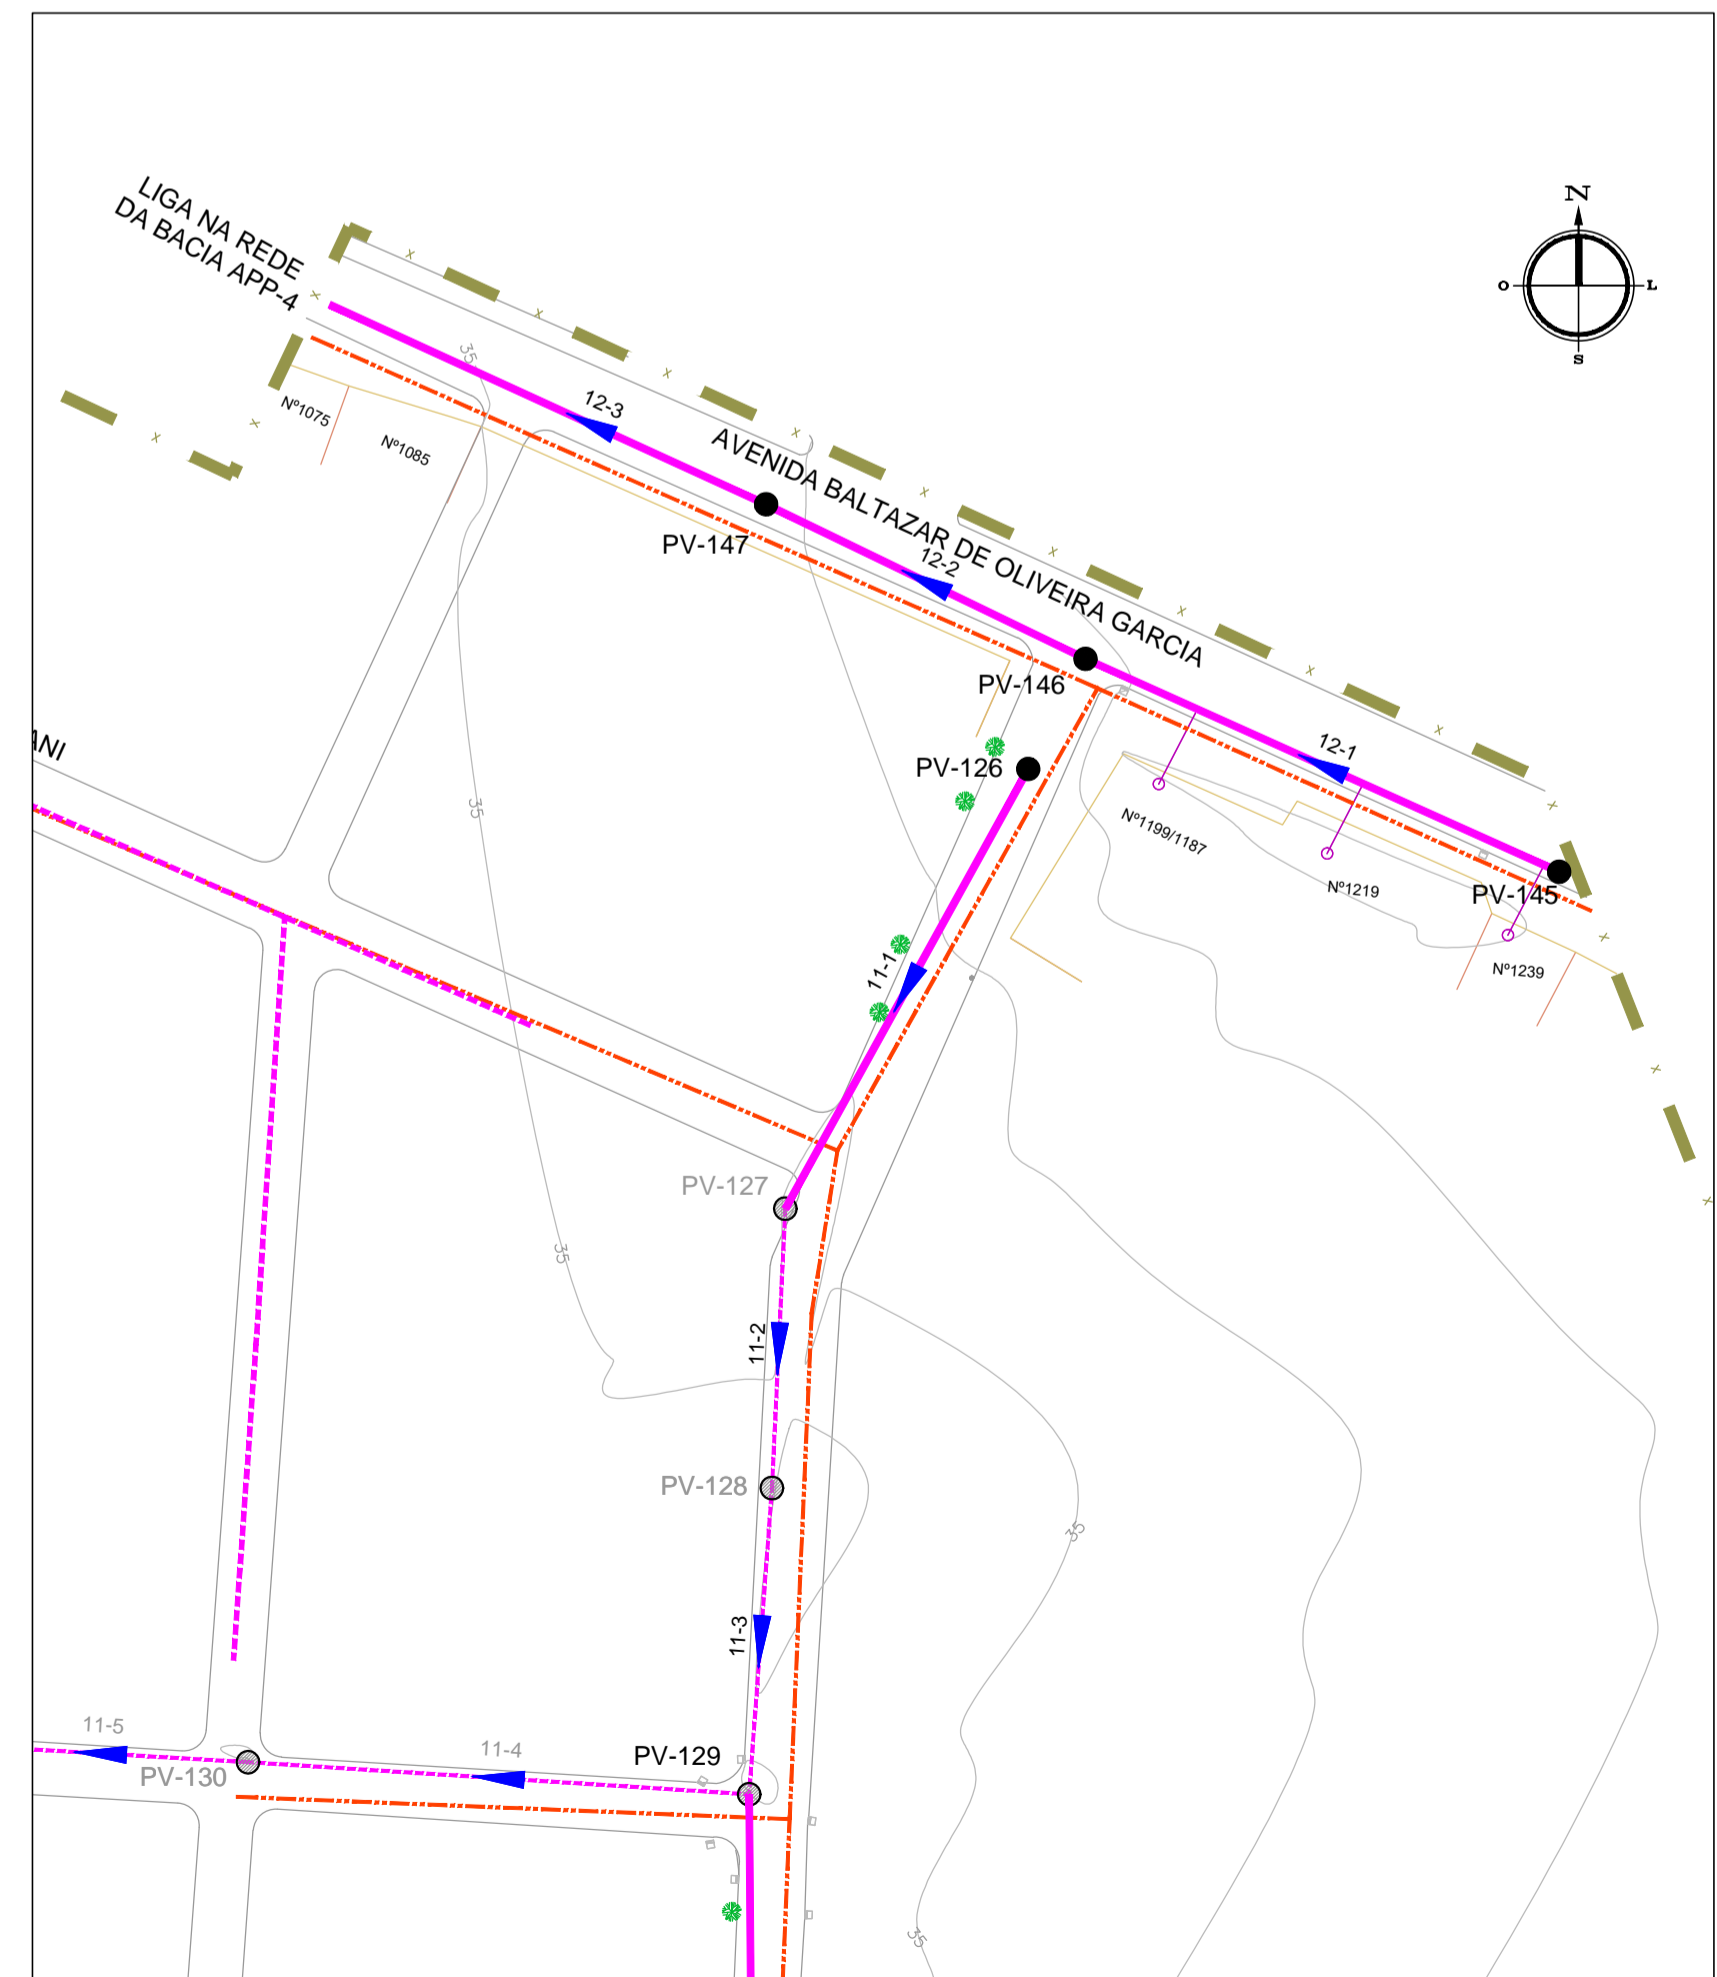 LIGA NA REDE
DA BACIA APP-4
N
O
L
S
35
12-3
Nº1075
Nº1085
AVENIDA BALTAZAR DE OLIVEIRA GARCIA
PV-147
12-2
PV-146
12-1
ANI
PV-126
35
Nº1199/1187
Nº1219
PV-145
11-1
Nº1239
PV-127
35
11-2
PV-128
35
11-3
11-5
11-4
PV-129
PV-130
35